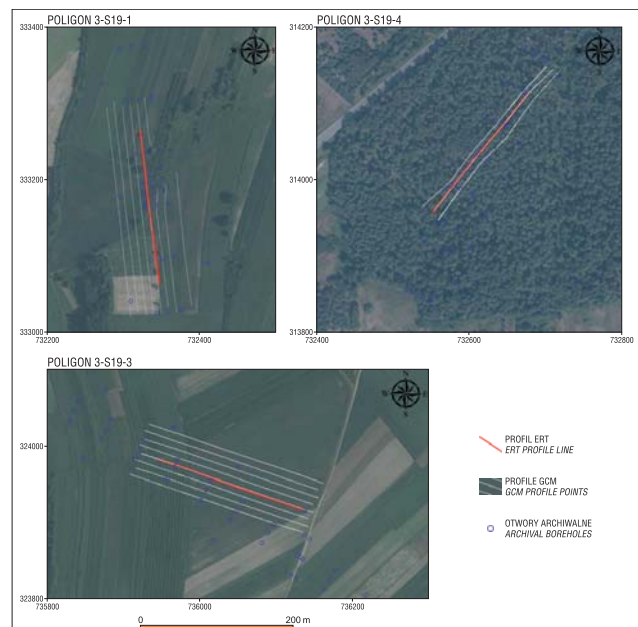 POLIGON 3-S19-1
333400
333200
333000
732200
732400
POLIGON 3-S19-4
314200
314000
313800
732400
732600
732800
POLIGON 3-S19-3
324000
323800
735800
736000
736200
PROFIL ERT
ERT PROFILE LINE
PROFILE GCM
GCM PROFILE POINTS
OTWORY ARCHIWALNE
ARCHIVAL BOREHOLES
0
200 m